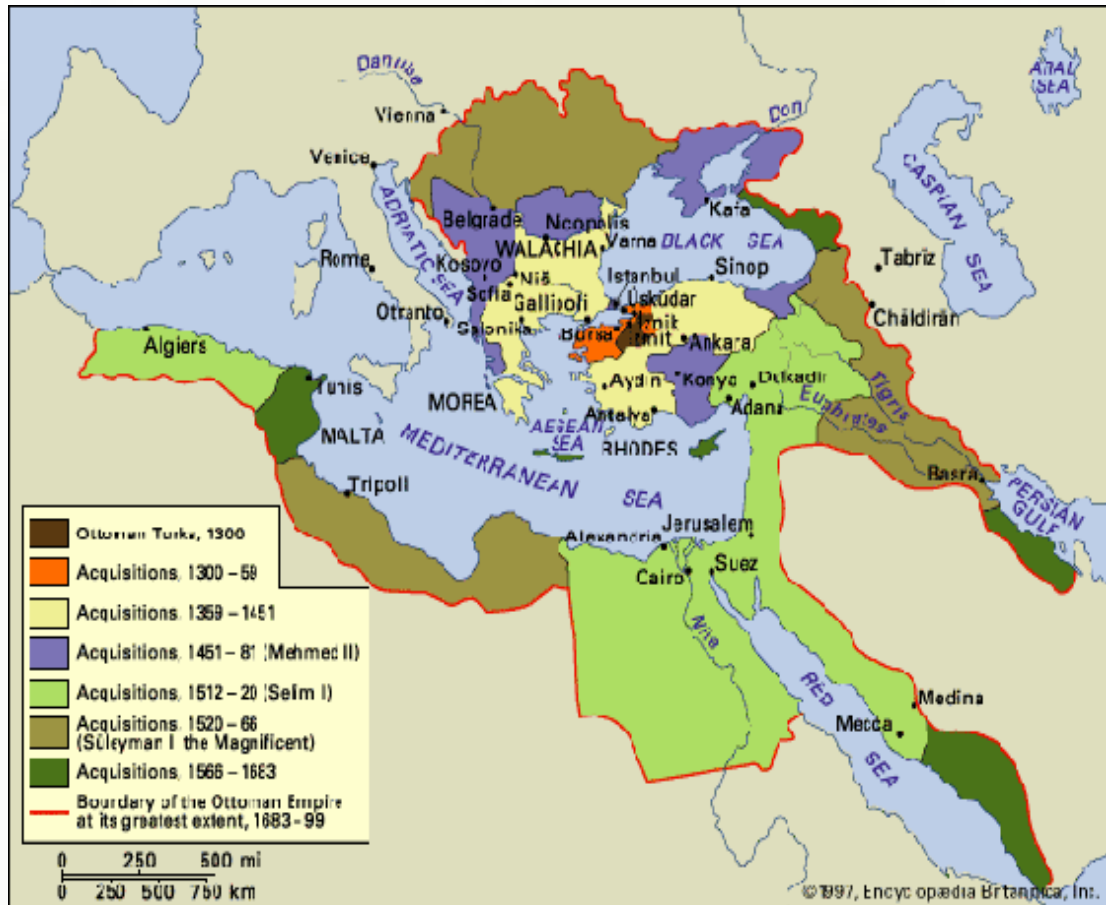 ARAL
SEA
Danube
Vienna
Don
Venice
CASPIAN
SEA
ADRIATIC SEA
Belgrade
Nicopolis
Kafa
WALACHIA
Varna
BLACK SEA
Tabriz
Rome
Kosovo
Niš
Istanbul
Sinop
Sofia
Üsküdar
Otranto
Gallipoli
Salonika
Bursa
İzmit
Chāldirān
Algiers
Ankara
Tunis
Aydin
Konya
Dulkadir
Tigris
MOREA
Antalya
Adana
Euphrates
MALTA
AEGEAN
SEA
RHODES
MEDITERRANEAN
SEA
Basra
PERSIAN
GULF
Tripoli
Jerusalem
Alexandria
Cairo
Suez
Nile
RED
SEA
Medina
Mecca
Ottoman Turks, 1300
Acquisitions, 1300–59
Acquisitions, 1359–1451
Acquisitions, 1451–81 (Mehmed II)
Acquisitions, 1512–20 (Selim I)
Acquisitions, 1520–66
(Süleyman I the Magnificent)
Acquisitions, 1566–1683
Boundary of the Ottoman Empire
at its greatest extent, 1683–99
0 250 500 mi
0 250 500 750 km
©1997, Encyclopædia Britannica, Inc.